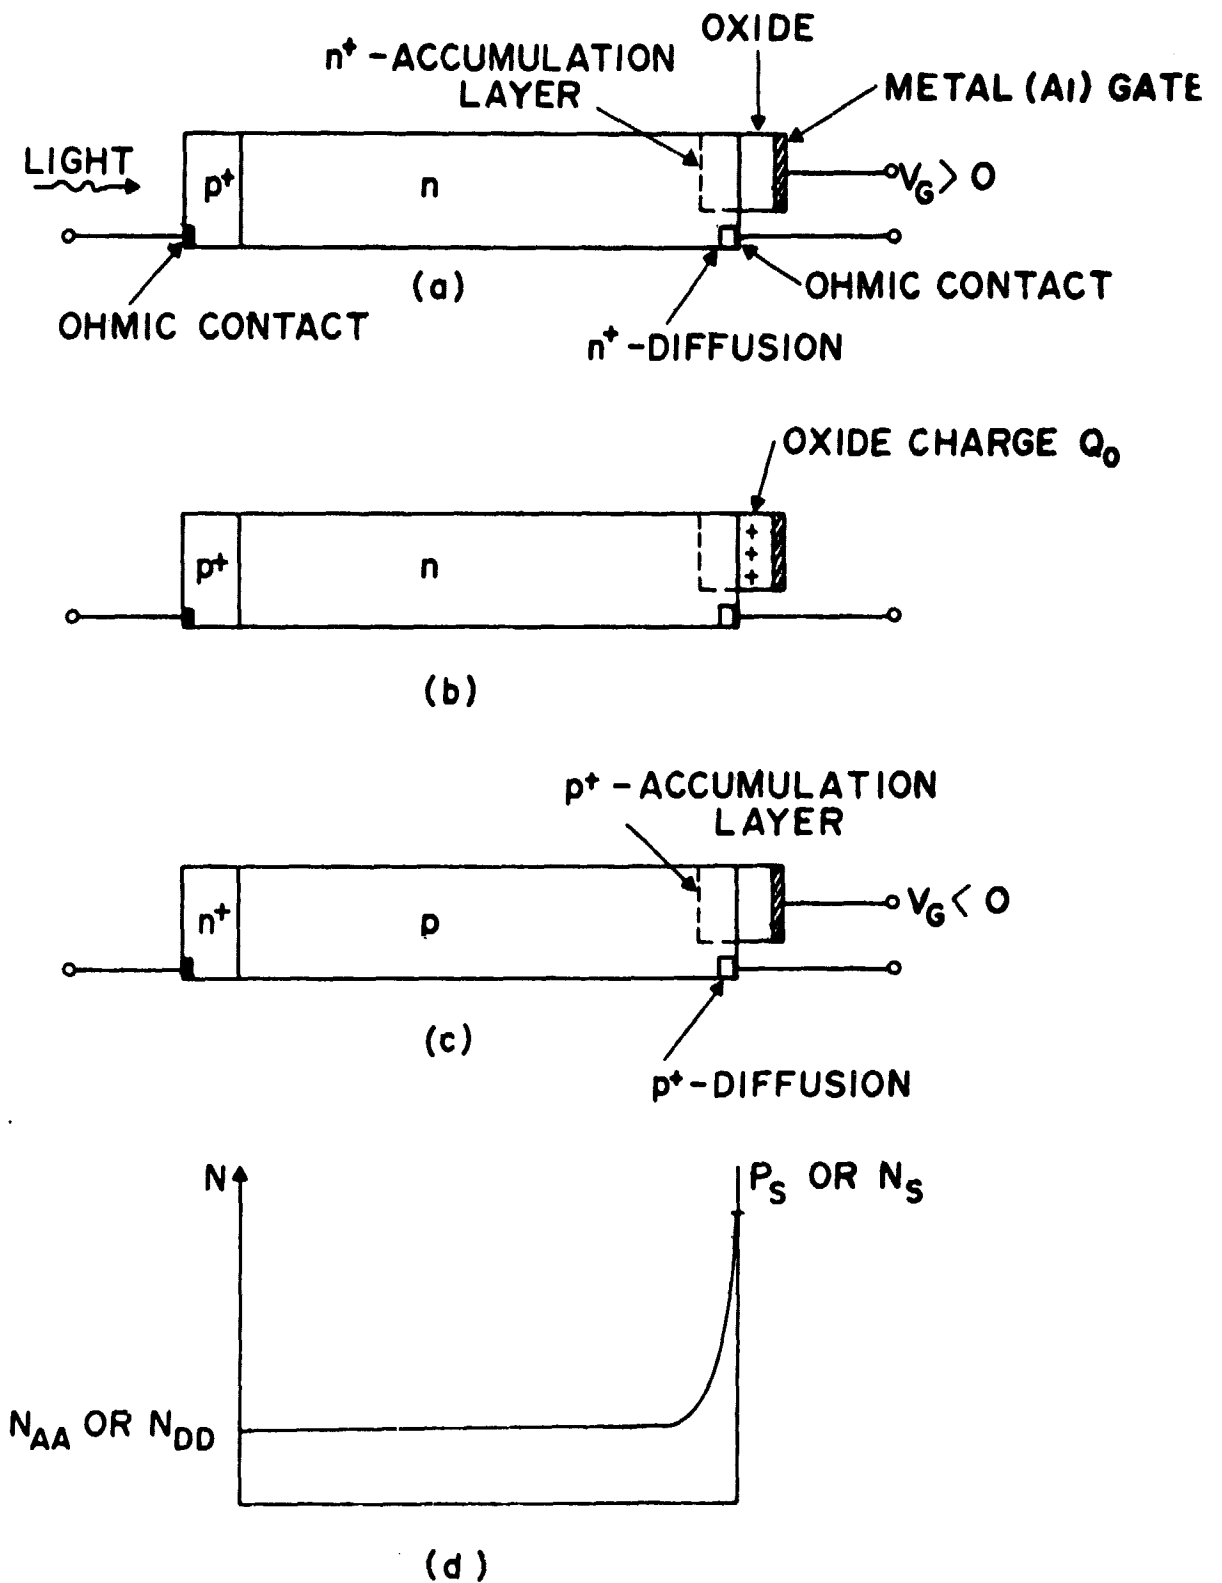 OXIDE
n⁺-ACCUMULATION
LAYER
METAL (Al) GATE
LIGHT
p⁺
n
V_G > 0
(a)
OHMIC CONTACT
OHMIC CONTACT
n⁺-DIFFUSION
OXIDE CHARGE Q₀
p⁺
n
+
+
+
(b)
p⁺-ACCUMULATION
LAYER
n⁺
p
V_G < 0
(c)
p⁺-DIFFUSION
N
P_S OR N_S
N_AA OR N_DD
(d)